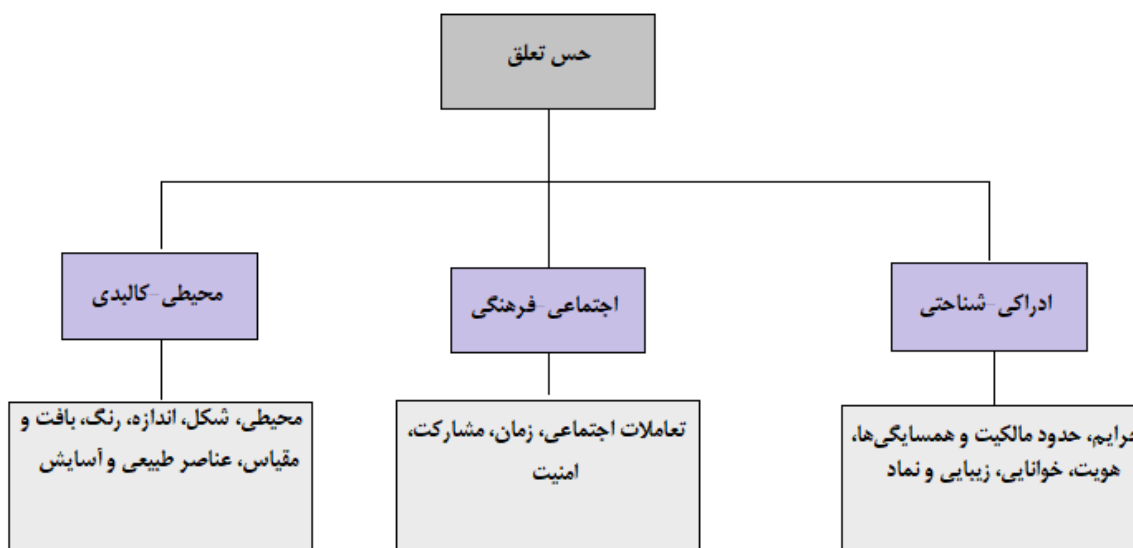 حس تعلق
ادراکی-شناختی
اجتماعی-فرهنگی
محیطی-کالبدی
حدود مالکیت و همسایگی‌ها،
هویت، خوانایی، زیبایی و نماد
تعاملات اجتماعی، زمان، مشارکت،
امنیت
محیطی، شکل، اندازه، رنگ، بافت و
مقیاس، عناصر طبیعی و آسایش